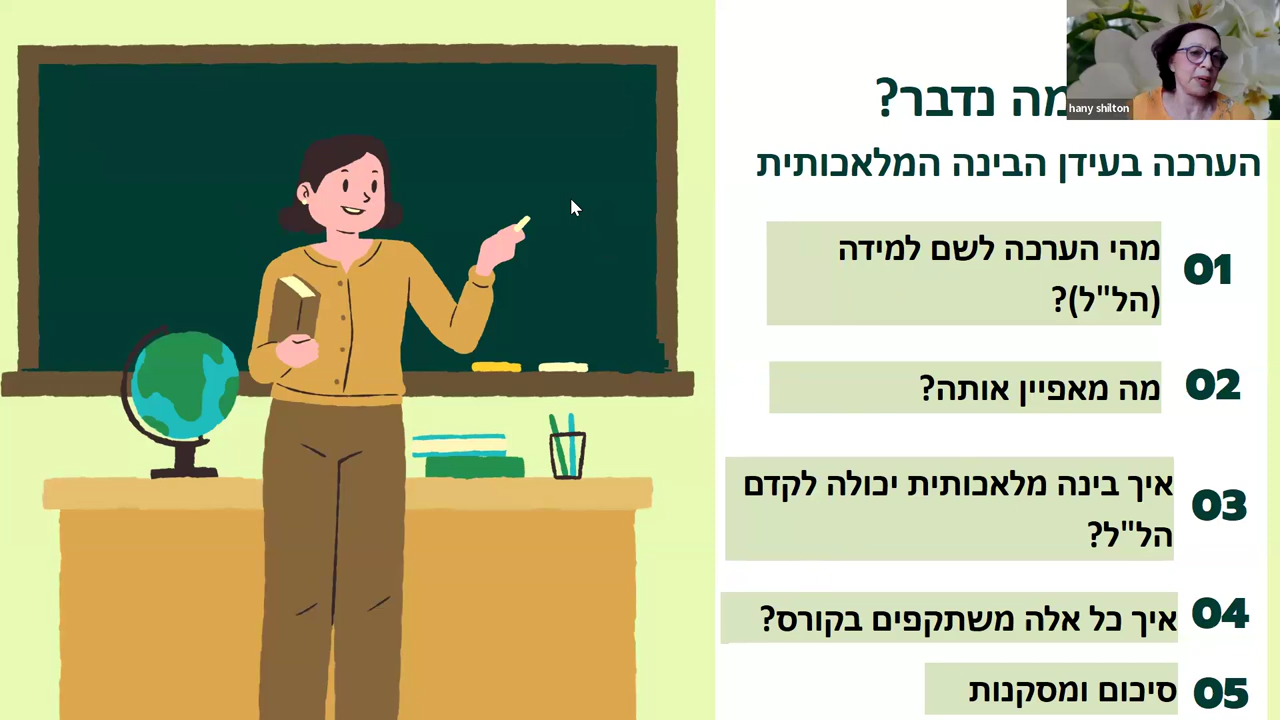 מה נדבר?
hany shilton
הערכה בעידן הבינה המלאכותית
01
מהי הערכה לשם למידה
(הל"ל)?
02
מה מאפיין אותה?
03
איך בינה מלאכותית יכולה לקדם
הל"ל?
04
איך כל אלה משתקפים בקורס?
05
סיכום ומסקנות